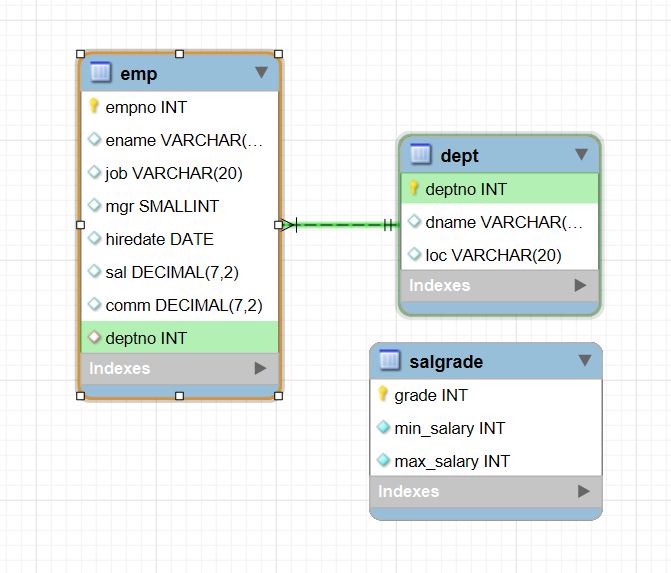 emp
empno INT
ename VARCHAR(...
job VARCHAR(20)
mgr SMALLINT
hiredate DATE
sal DECIMAL(7,2)
comm DECIMAL(7,2)
deptno INT
Indexes
dept
deptno INT
dname VARCHAR(...
loc VARCHAR(20)
Indexes
salgrade
grade INT
min_salary INT
max_salary INT
Indexes